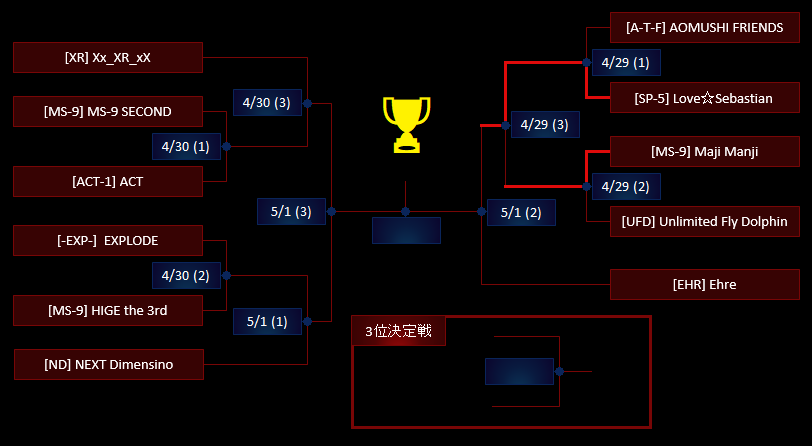 [XR] Xx_XR_xX
[MS-9] MS-9 SECOND
[ACT-1] ACT
[-EXP-] EXPLODE
[MS-9] HIGE the 3rd
[ND] NEXT Dimensino
4/30 (3)
4/30 (1)
4/30 (2)
5/1 (1)
5/1 (3)
[A-T-F] AOMUSHI FRIENDS
[SP-5] Love☆Sebastian
[MS-9] Maji Manji
[UFD] Unlimited Fly Dolphin
[EHR] Ehre
4/29 (1)
4/29 (3)
4/29 (2)
5/1 (2)
3位決定戦